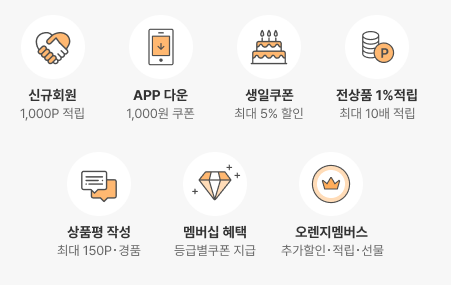 신규회원
1,000P 적립
APP 다운
1,000원 쿠폰
생일쿠폰
최대 5% 할인
전상품 1%적립
최대 10배 적립
P
상품평 작성
최대 150P·경품
멤버십 혜택
등급별쿠폰 지급
오렌지멤버스
추가할인·적립·선물